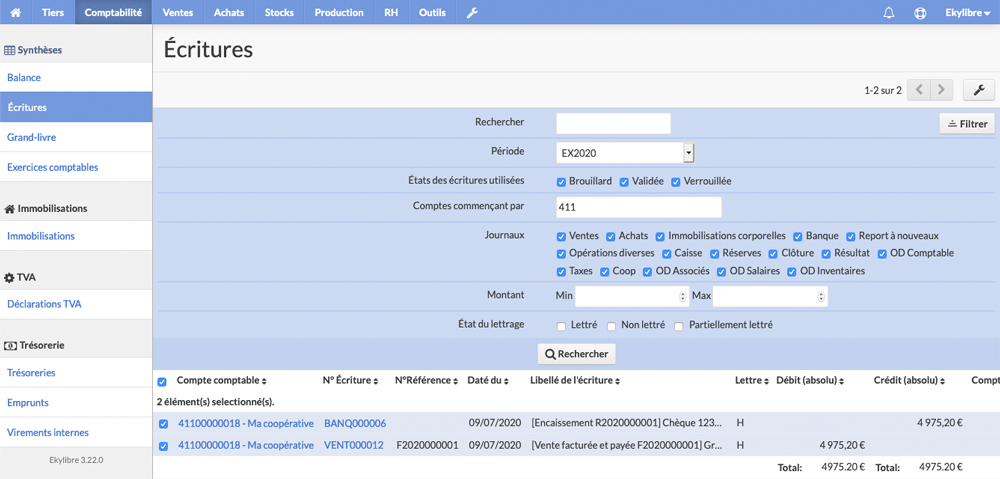 Tiers Comptabilité Ventes Achats Stocks Production RH Outils Ekylibre
Synthèses
Balance
Écritures
Grand-livre
Exercices comptables
Immobilisations
Immobilisations
TVA
Déclarations TVA
Trésorerie
Trésoreries
Emprunts
Virements internes
Ekylibre 3.22.0
Écritures
1-2 sur 2
Rechercher
Filtrer
Période EX2020
États des écritures utilisées Brouillard Validée Verrouillée
Comptes commençant par 411
Journaux Ventes Achats Immobilisations corporelles Banque Report à nouveaux
Opérations diverses Caisse Réserves Clôture Résultat OD Comptable
Taxes Coop OD Associés OD Salaires OD Inventaires
Montant Min Max
État du lettrage Lettré Non lettré Partiellement lettré
Rechercher
Compte comptable N° Écriture N°Référence Daté du Libellé de l'écriture Lettre Débit (absolu) Crédit (absolu) Compt
2 élément(s) selectionné(s).
41100000018 - Ma coopérative BANQ000006 09/07/2020 [Encaissement R2020000001] Chèque 123... H 4 975,20 €
41100000018 - Ma coopérative VENT000012 F2020000001 09/07/2020 [Vente facturée et payée F2020000001] Gr... H 4 975,20 €
Total: 4975.20 € Total: 4975.20 €